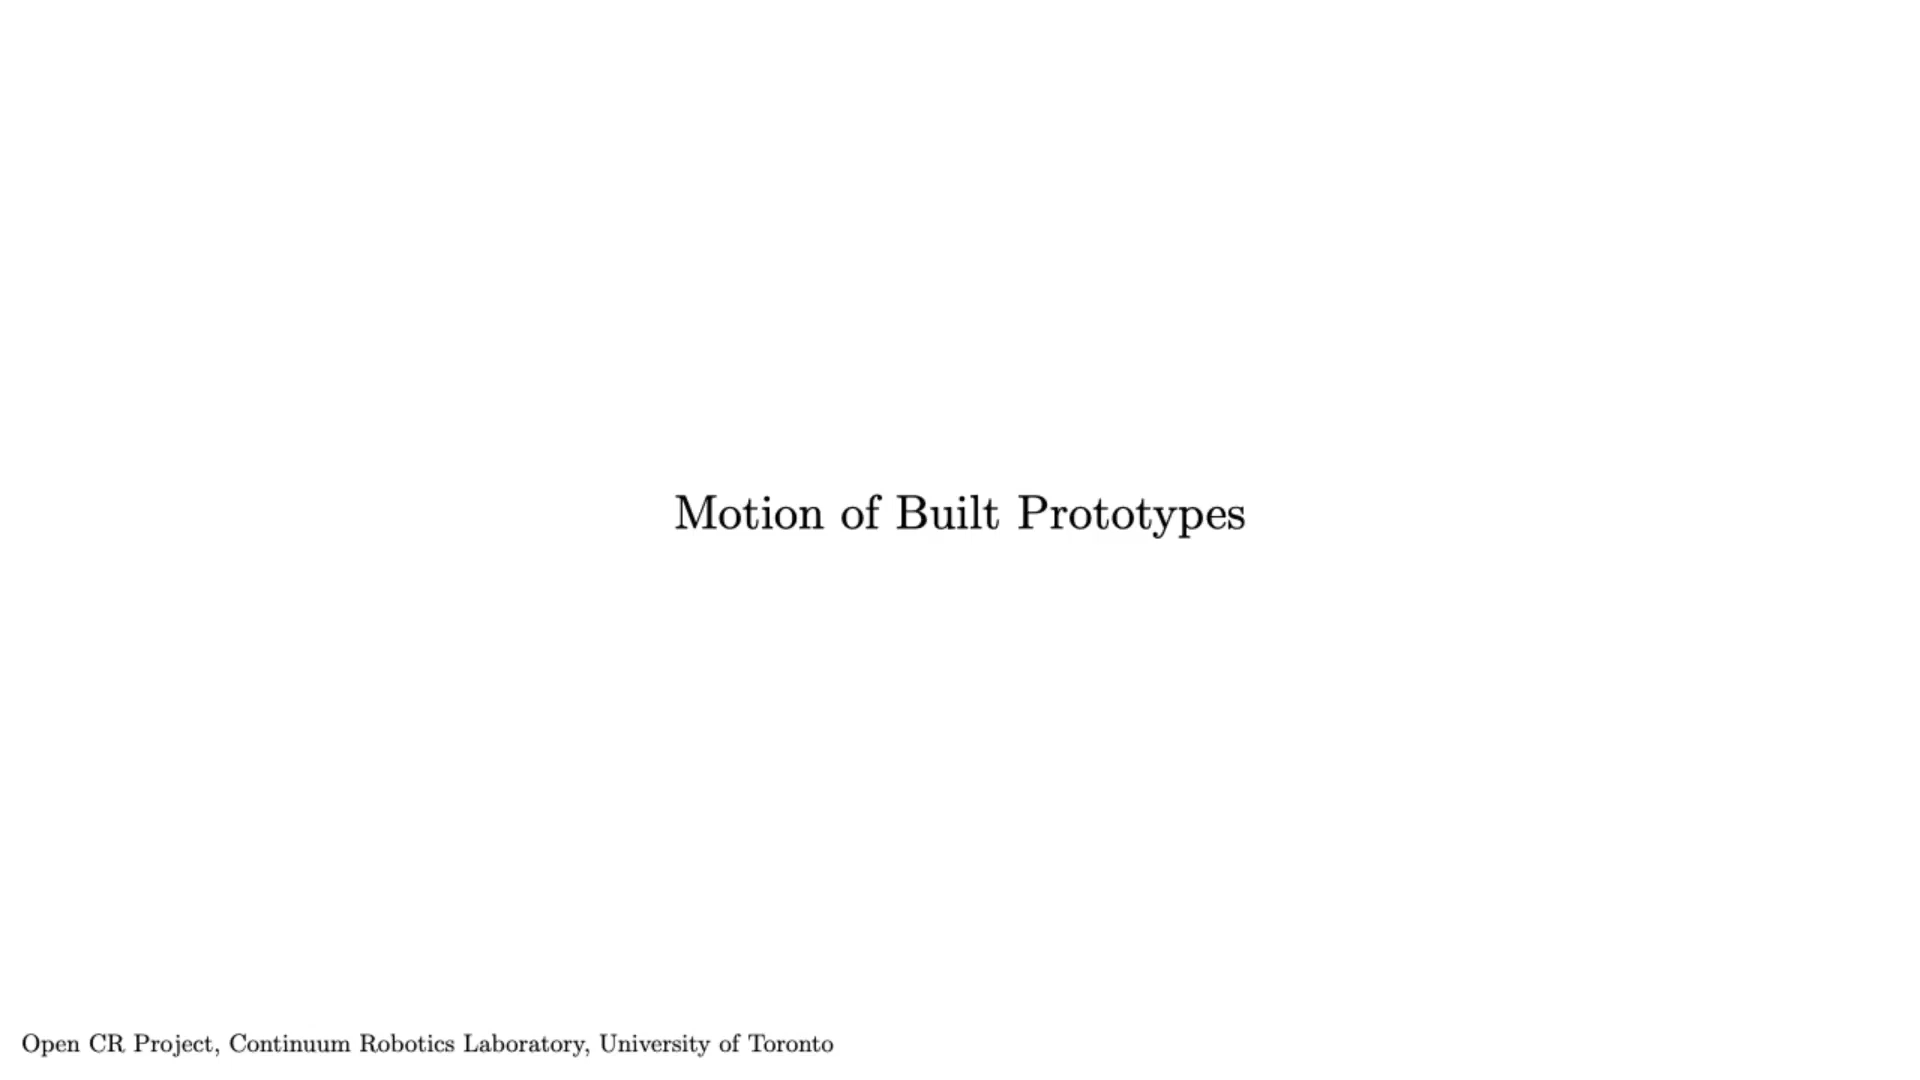 Motion of Built Prototypes
Open CR Project, Continuum Robotics Laboratory, University of Toronto